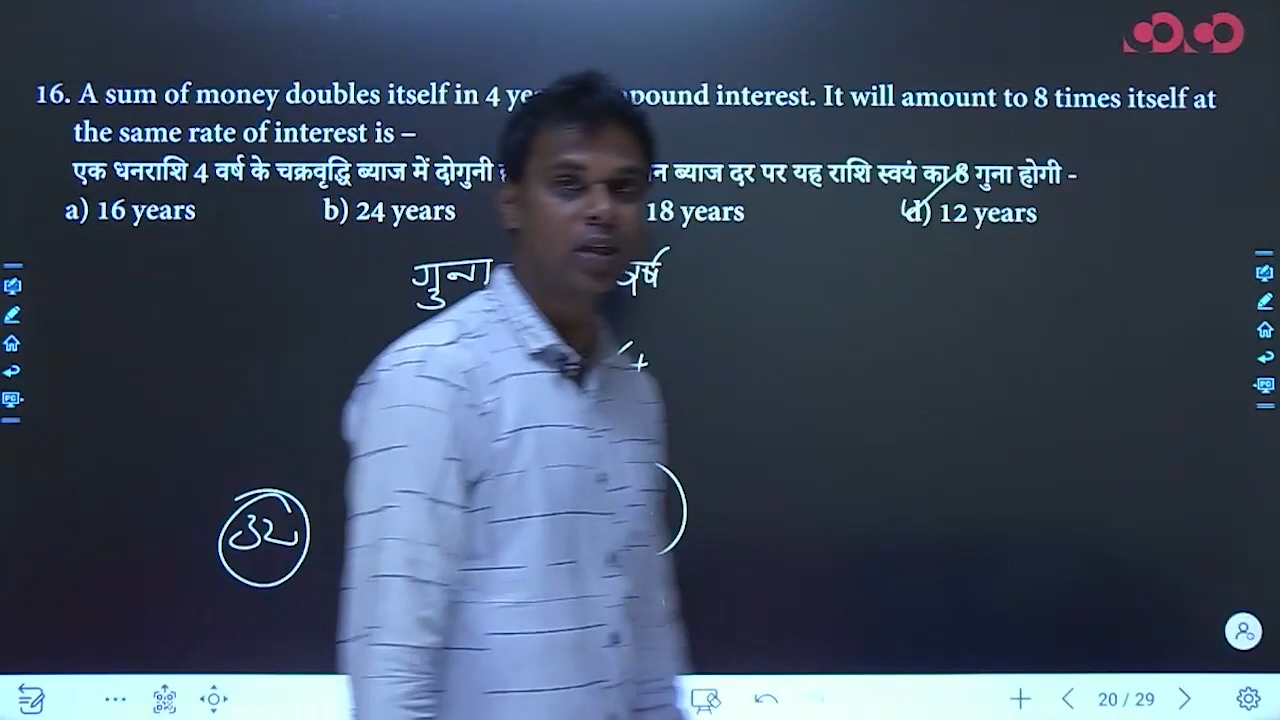 16. A sum of money doubles itself in 4 pound interest. It will amount to 8 times itself at
the same rate of interest is –
एक धनराशि 4 वर्ष के चक्रवृद्धि ब्याज में दोगुनी ब्याज दर पर यह राशि स्वयं का 8 गुना होगी -
a) 16 years b) 24 years 18 years d) 12 years
गुना वर्ष
32
20 / 29